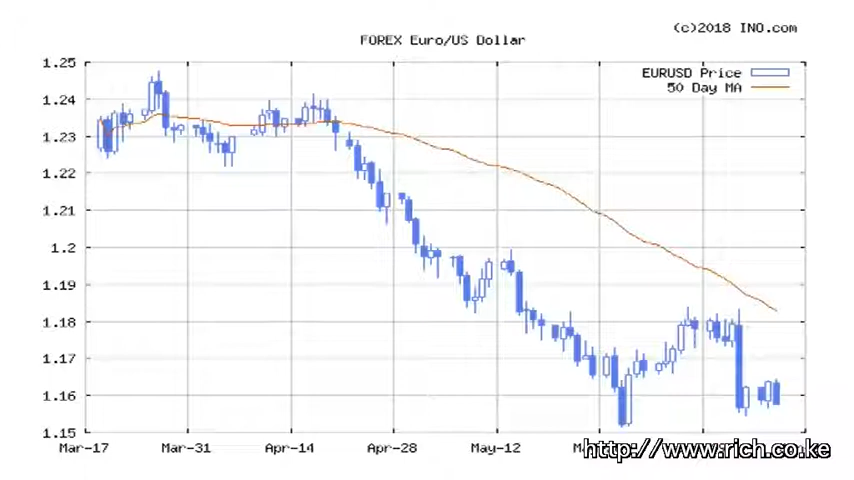 (c)2018 INO.com
FOREX Euro/US Dollar
EURUSD Price
50 Day MA
1.25
1.24
1.23
1.22
1.21
1.2
1.19
1.18
1.17
1.16
1.15
Mar-17 Mar-31 Apr-14 Apr-28 May-12
http://www.rich.co.ke